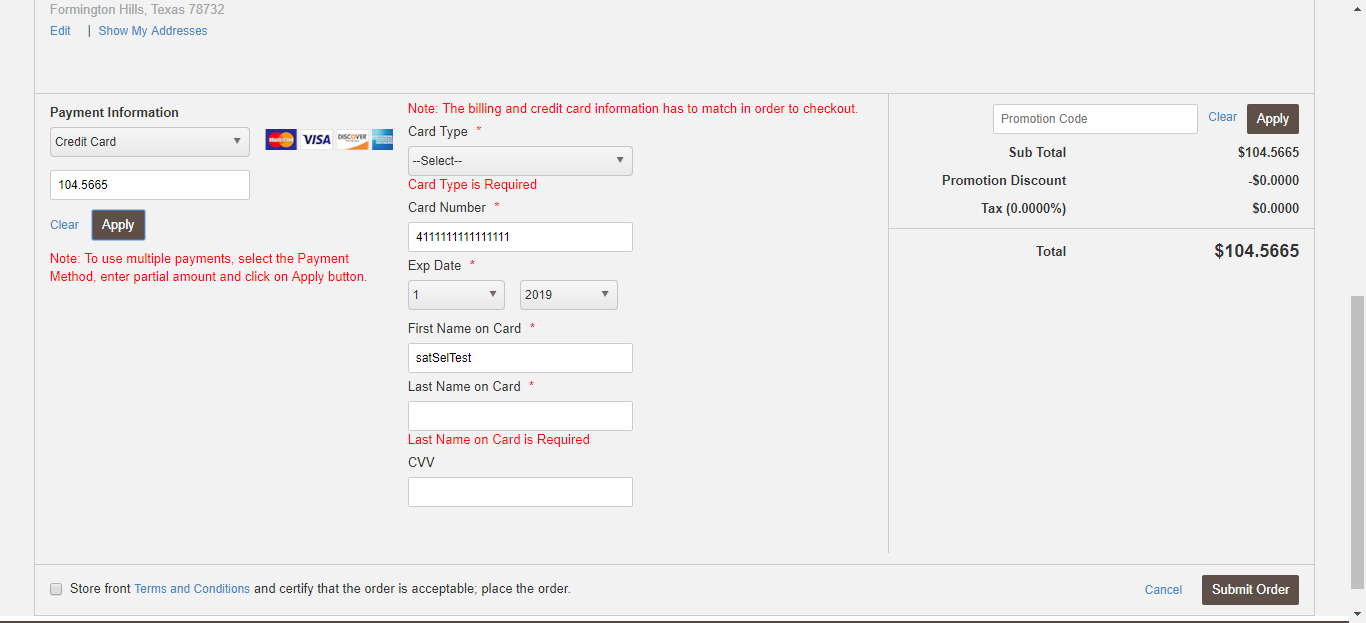 Formington Hills, Texas 78732
Edit | Show My Addresses
Payment Information
Credit Card
MasterCard VISA DISCOVER
104.5665
Clear Apply
Note: To use multiple payments, select the Payment
Method, enter partial amount and click on Apply button.
Note: The billing and credit card information has to match in order to checkout.
Card Type *
--Select--
Card Type is Required
Card Number *
4111111111111111
Exp Date *
1 2019
First Name on Card *
satSelTest
Last Name on Card *
Last Name on Card is Required
CVV
Promotion Code Clear Apply
Sub Total $104.5665
Promotion Discount -$0.0000
Tax (0.0000%) $0.0000
Total $104.5665
Store front Terms and Conditions and certify that the order is acceptable; place the order.
Cancel Submit Order